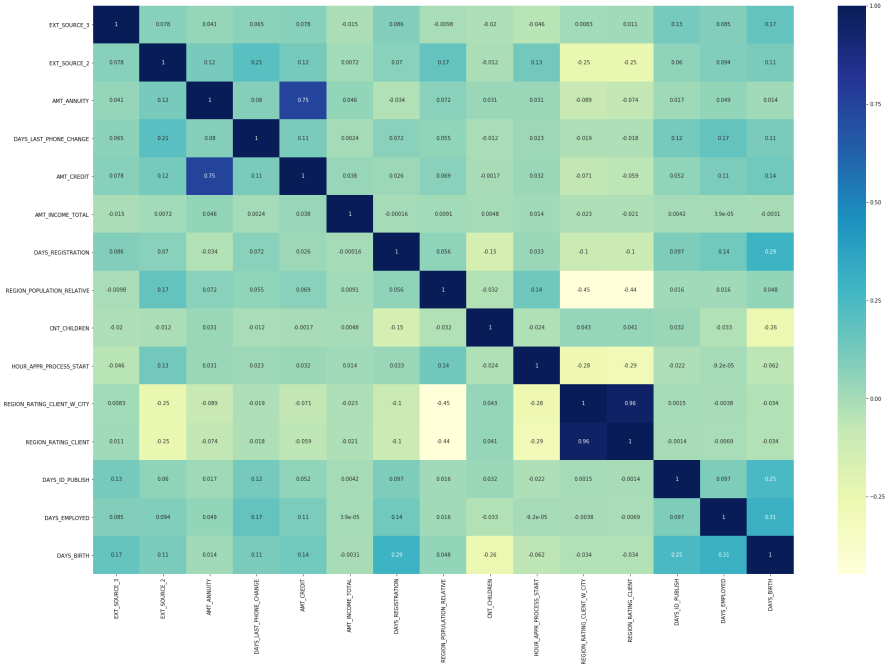 EXT_SOURCE_3 1 0.078 0.041 0.065 0.078 -0.015 0.086 -0.0098 -0.02 -0.046 0.0083 0.011 0.13 0.085 0.17
EXT_SOURCE_2 0.078 1 0.12 0.21 0.12 0.0072 0.07 0.17 -0.012 0.13 -0.25 -0.25 0.06 0.094 0.11
AMT_ANNUITY 0.041 0.12 1 0.08 0.75 0.046 -0.034 0.072 0.031 0.031 -0.089 -0.074 0.017 0.049 0.014
DAYS_LAST_PHONE_CHANGE 0.065 0.21 0.08 1 0.11 0.0024 0.072 0.055 -0.012 0.023 -0.019 -0.018 0.12 0.17 0.11
AMT_CREDIT 0.078 0.12 0.75 0.11 1 0.038 0.026 0.069 -0.0017 0.032 -0.071 -0.059 0.052 0.11 0.14
AMT_INCOME_TOTAL -0.015 0.0072 0.046 0.0024 0.038 1 -0.00016 0.0091 0.0048 0.014 -0.023 -0.021 0.0042 3.9e-05 -0.0031
DAYS_REGISTRATION 0.086 0.07 -0.034 0.072 0.026 -0.00016 1 0.056 -0.15 0.033 -0.1 -0.1 0.097 0.14 0.29
REGION_POPULATION_RELATIVE -0.0098 0.17 0.072 0.055 0.069 0.0091 0.056 1 -0.032 0.14 -0.45 -0.44 0.016 0.016 0.048
CNT_CHILDREN -0.02 -0.012 0.031 -0.012 -0.0017 0.0048 -0.15 -0.032 1 -0.024 0.043 0.041 0.032 -0.033 -0.26
HOUR_APPR_PROCESS_START -0.046 0.13 0.031 0.023 0.032 0.014 0.033 0.14 -0.024 1 -0.28 -0.29 -0.022 -9.2e-05 -0.062
REGION_RATING_CLIENT_W_CITY 0.0083 -0.25 -0.089 -0.019 -0.071 -0.023 -0.1 -0.45 0.043 -0.28 1 0.96 0.0015 -0.0038 -0.034
REGION_RATING_CLIENT 0.011 -0.25 -0.074 -0.018 -0.059 -0.021 -0.1 -0.44 0.041 -0.29 0.96 1 -0.0014 -0.0069 -0.034
DAYS_ID_PUBLISH 0.13 0.06 0.017 0.12 0.052 0.0042 0.097 0.016 0.032 -0.022 0.0015 -0.0014 1 0.097 0.25
DAYS_EMPLOYED 0.085 0.094 0.049 0.17 0.11 3.9e-05 0.14 0.016 -0.033 -9.2e-05 -0.0038 -0.0069 0.097 1 0.31
DAYS_BIRTH 0.17 0.11 0.014 0.11 0.14 -0.0031 0.29 0.048 -0.26 -0.062 -0.034 -0.034 0.25 0.31 1
EXT_SOURCE_3
EXT_SOURCE_2
AMT_ANNUITY
DAYS_LAST_PHONE_CHANGE
AMT_CREDIT
AMT_INCOME_TOTAL
DAYS_REGISTRATION
REGION_POPULATION_RELATIVE
CNT_CHILDREN
HOUR_APPR_PROCESS_START
REGION_RATING_CLIENT_W_CITY
REGION_RATING_CLIENT
DAYS_ID_PUBLISH
DAYS_EMPLOYED
DAYS_BIRTH
1.00
0.75
0.50
0.25
0.00
−0.25